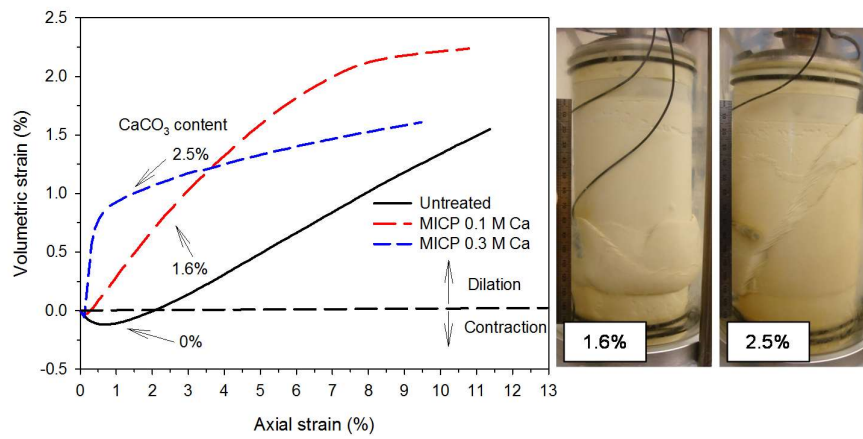 2.5
2.0
1.5
1.0
0.5
0.0
-0.5
Volumetric strain (%)
CaCO₃ content
2.5%
1.6%
0%
Untreated
MICP 0.1 M Ca
MICP 0.3 M Ca
Dilation
Contraction
0 1 2 3 4 5 6 7 8 9 10 11 12 13
Axial strain (%)
1.6%
2.5%